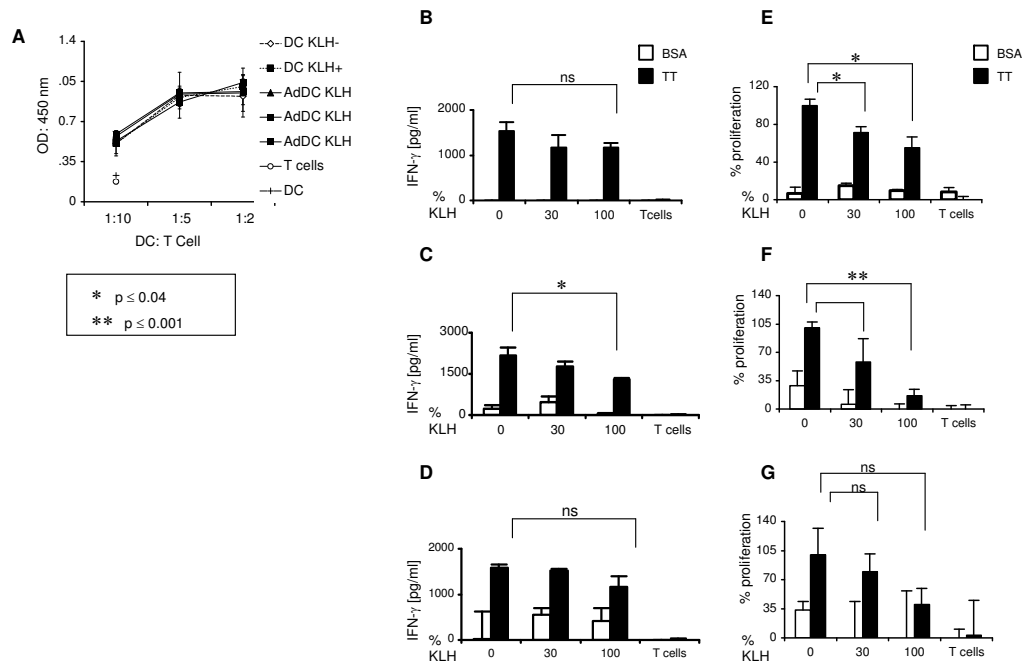 A
1.4
.05
0.7
.35
0
OD: 450 nm
1:10
1:5
1:2
DC: T Cell
DC KLH-
DC KLH+
AdDC KLH
AdDC KLH
AdDC KLH
T cells
DC
* p ≤ 0.04
** p ≤ 0.001
B
BSA
TT
ns
2000
1000
0
IFN-γ [pg/ml]
% KLH
0
30
100
Tcells
C
*
3000
1500
0
IFN-γ [pg/ml]
% KLH
0
30
100
T cells
D
ns
2000
1000
0
IFN-γ [pg/ml]
% KLH
0
30
100
T cells
E
BSA
TT
*
*
120
80
40
0
% proliferation
% KLH
0
30
100
T cells
F
**
140
105
70
35
0
% proliferation
0
30
100
T cells
G
ns
ns
140
105
70
35
0
% proliferation
% KLH
0
30
100
T cells